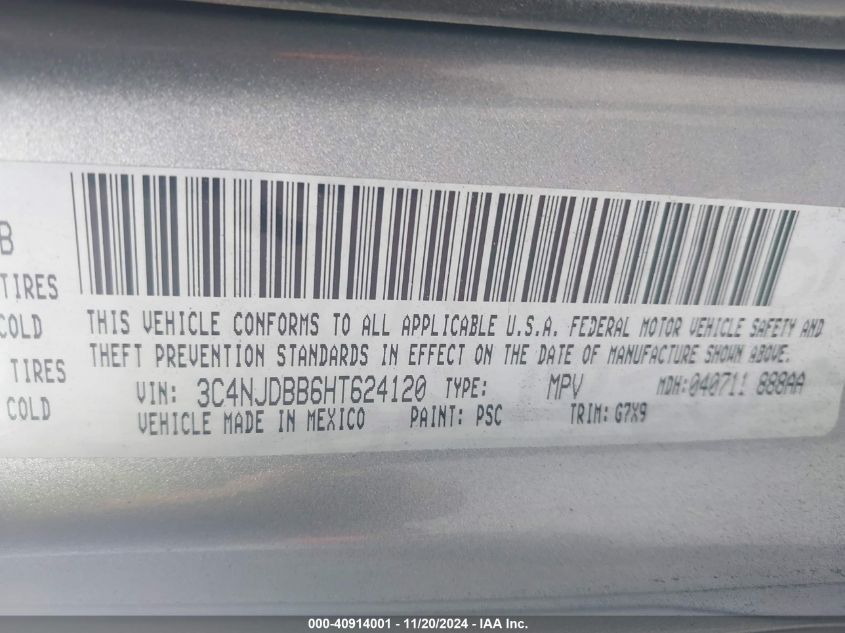 B
TIRES
COLD
TIRES
COLD
THIS VEHICLE CONFORMS TO ALL APPLICABLE U.S.A. FEDERAL MOTOR VEHICLE SAFETY AND
THEFT PREVENTION STANDARDS IN EFFECT ON THE DATE OF MANUFACTURE SHOWN ABOVE.
VIN: 3C4NJDBB6HT624120 TYPE: MPV MDH:040711 888AA
VEHICLE MADE IN MEXICO PAINT: PSC TRIM: G7X9
000-40914001 - 11/20/2024 - IAA Inc.